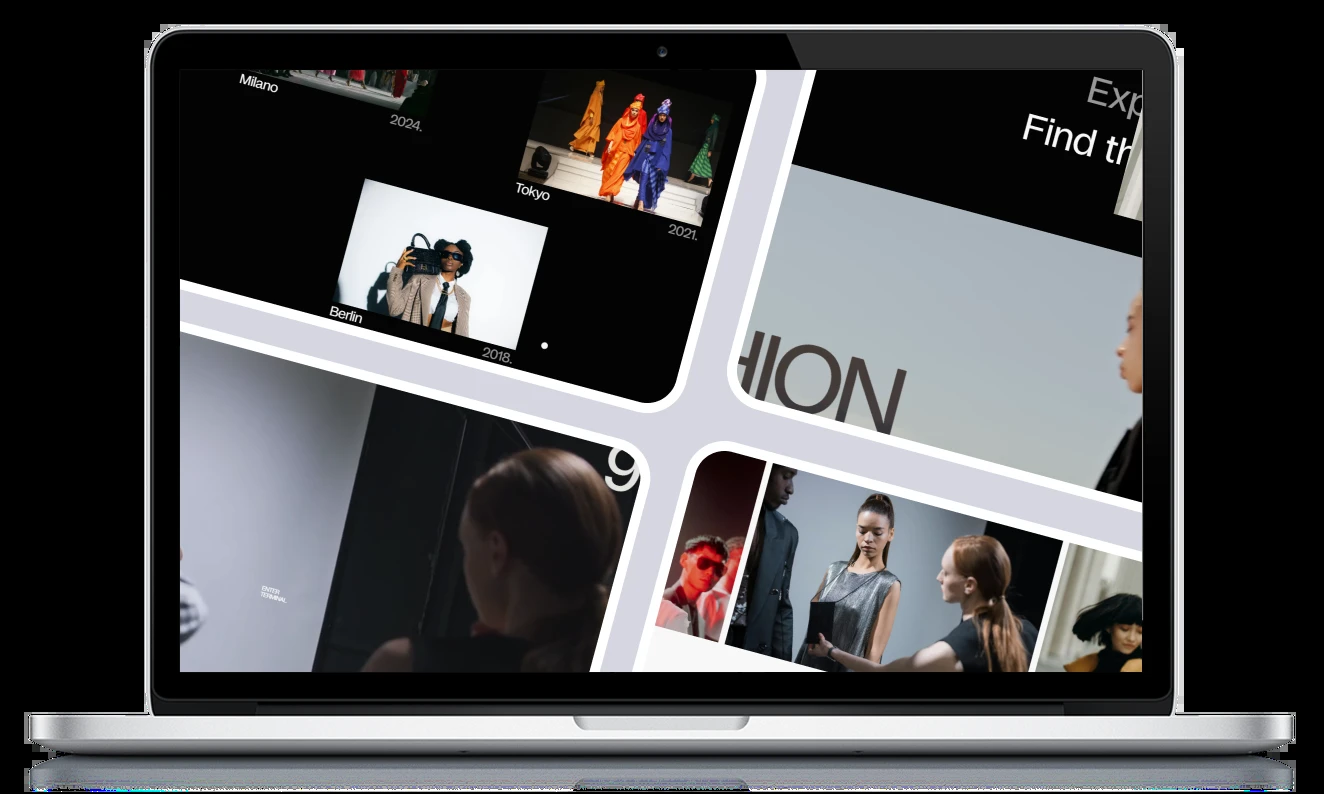 Milano
2024.
Tokyo
2021.
Berlin
2018.
Exp
Find th
HION
9
ENTER
TERMINAL